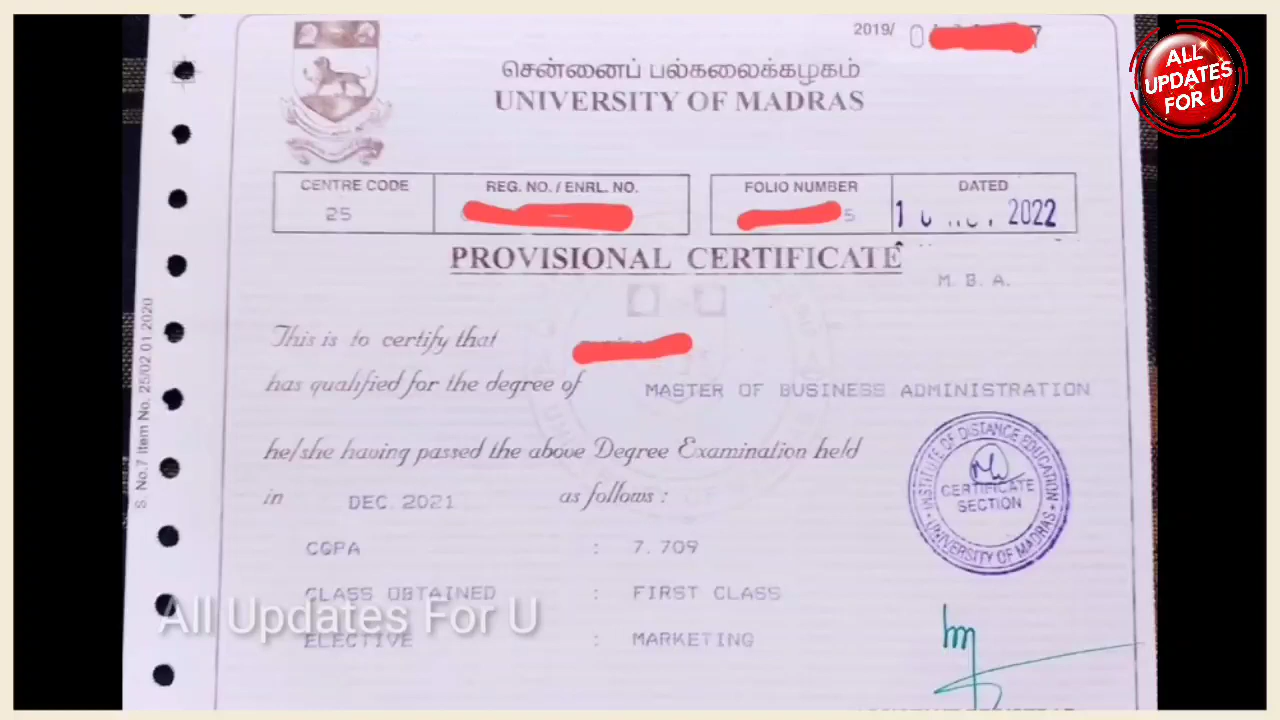 2019/ 0 7
ALL
UPDATES
FOR U
சென்னைப் பல்கலைக்கழகம்
UNIVERSITY OF MADRAS
CENTRE CODE REG. NO. / ENRL. NO. FOLIO NUMBER DATED
25 5 2022
PROVISIONAL CERTIFICATE
M. B. A.
This is to certify that
has qualified for the degree of MASTER OF BUSINESS ADMINISTRATION
he/she having passed the above Degree Examination held
in DEC. 2021 as follows :
INSTITUTE OF DISTANCE EDUCATION
CERTIFICATE
SECTION
UNIVERSITY OF MADRAS
CGPA : 7.709
CLASS OBTAINED : FIRST CLASS
All Updates For U
ELECTIVE : MARKETING
S. No.7 Item No. 25/02.01.2020